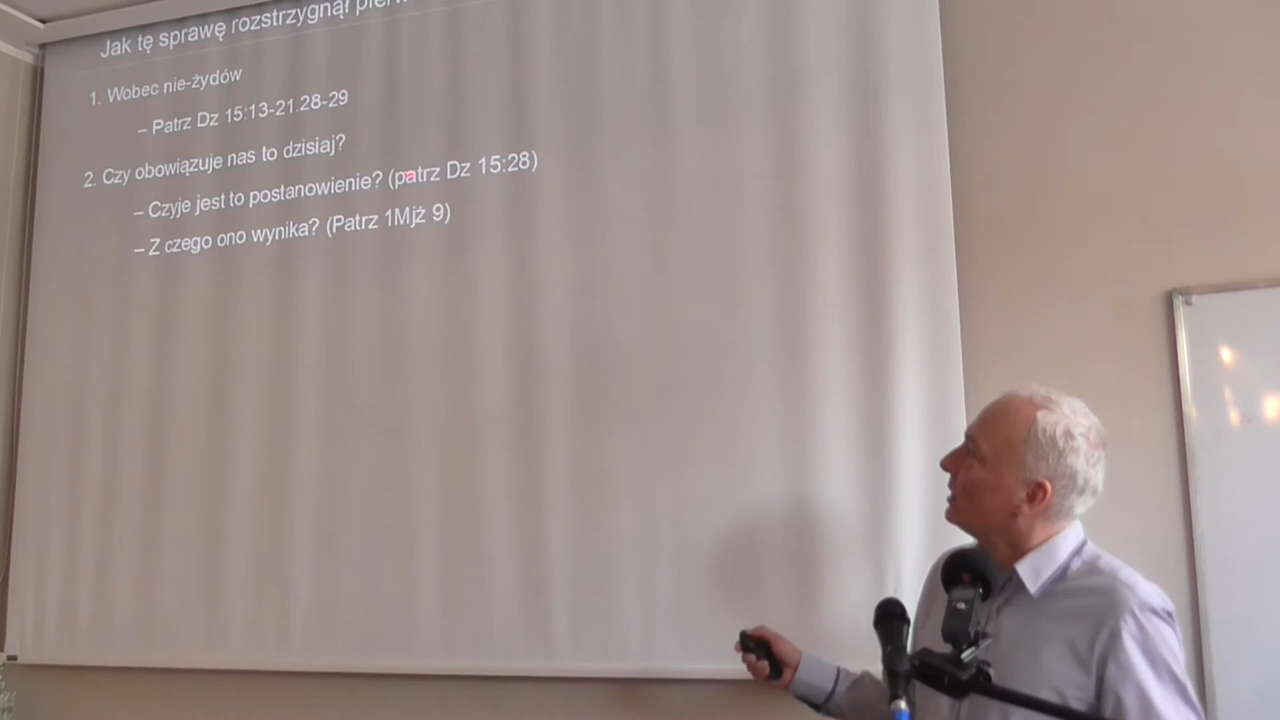 Jak tę sprawę rozstrzygnął
1. Wobec nie-żydów
– Patrz Dz 15:13-21.28-29
2. Czy obowiązuje nas to dzisiaj?
– Czyje jest to postanowienie? (patrz Dz 15:28)
– Z czego ono wynika? (Patrz 1Mjż 9)